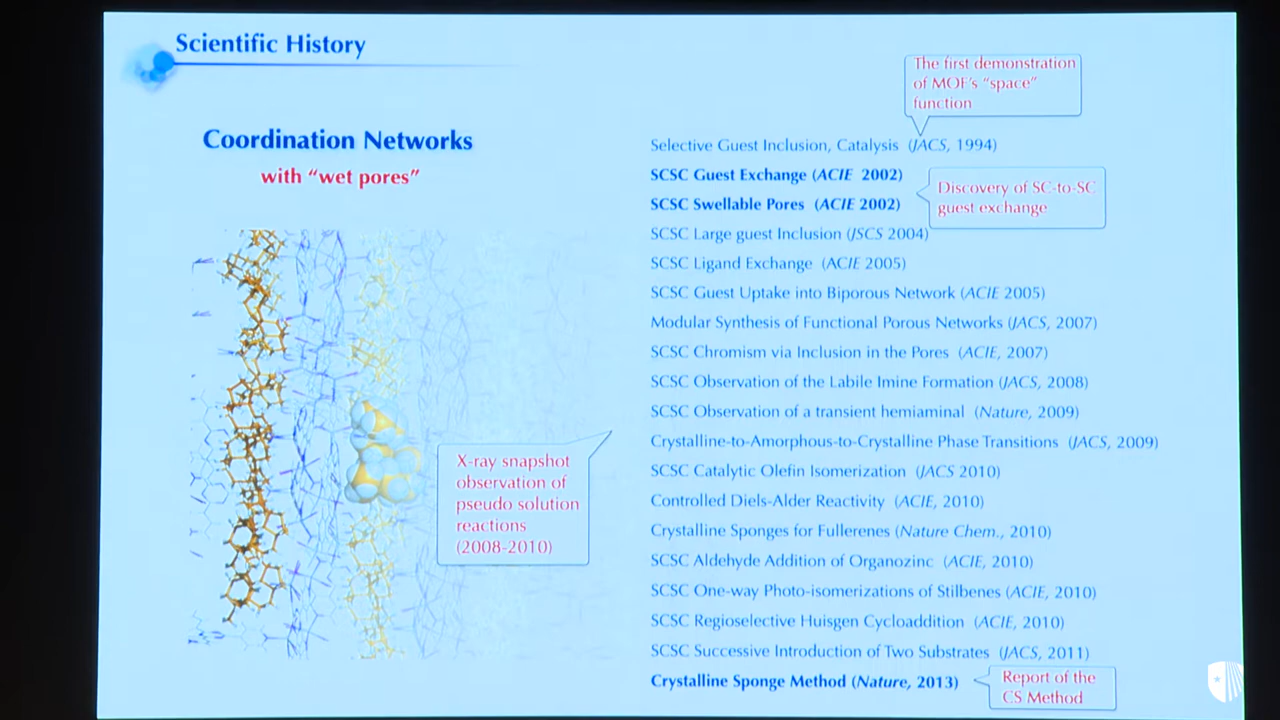 Scientific History
The first demonstration
of MOF's "space"
function
Coordination Networks
with "wet pores"
Selective Guest Inclusion, Catalysis (JACS, 1994)
SCSC Guest Exchange (ACIE 2002)
SCSC Swellable Pores (ACIE 2002)
Discovery of SC-to-SC
guest exchange
SCSC Large guest Inclusion (JSCS 2004)
SCSC Ligand Exchange (ACIE 2005)
SCSC Guest Uptake into Biporous Network (ACIE 2005)
Modular Synthesis of Functional Porous Networks (JACS, 2007)
SCSC Chromism via Inclusion in the Pores (ACIE, 2007)
SCSC Observation of the Labile Imine Formation (JACS, 2008)
SCSC Observation of a transient hemiaminal (Nature, 2009)
Crystalline-to-Amorphous-to-Crystalline Phase Transitions (JACS, 2009)
SCSC Catalytic Olefin Isomerization (JACS 2010)
Controlled Diels-Alder Reactivity (ACIE, 2010)
Crystalline Sponges for Fullerenes (Nature Chem., 2010)
SCSC Aldehyde Addition of Organozinc (ACIE, 2010)
SCSC One-way Photo-isomerizations of Stilbenes (ACIE, 2010)
SCSC Regioselective Huisgen Cycloaddition (ACIE, 2010)
SCSC Successive Introduction of Two Substrates (JACS, 2011)
Crystalline Sponge Method (Nature, 2013)
X-ray snapshot
observation of
pseudo solution
reactions
(2008-2010)
Report of the
CS Method